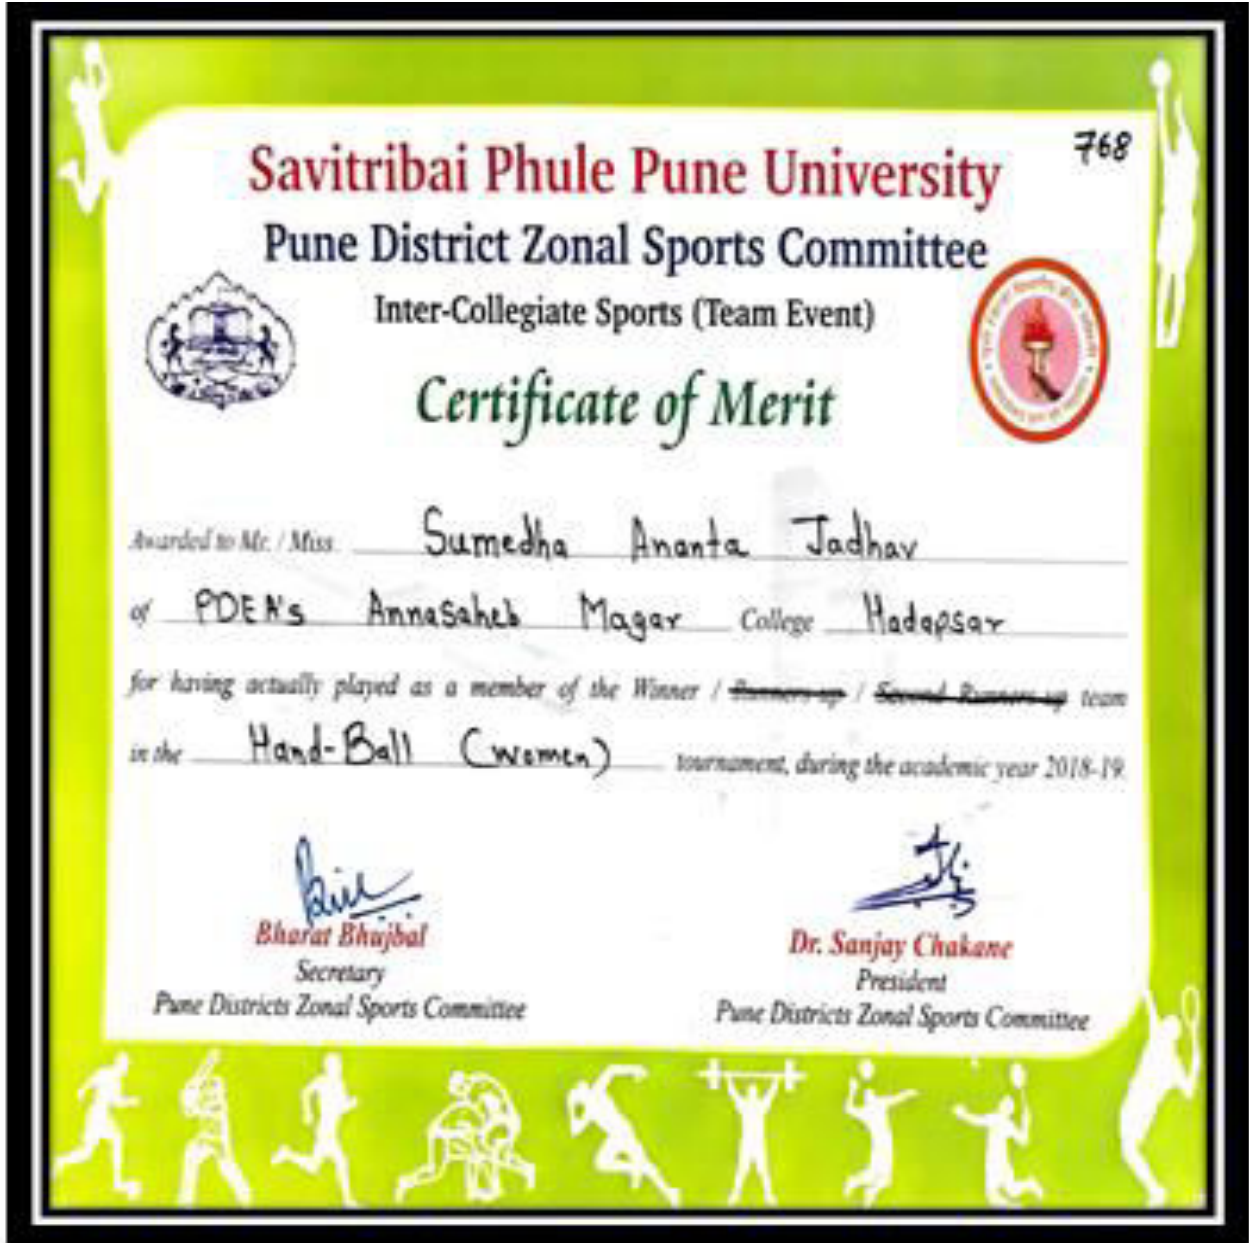 768
Savitribai Phule Pune University
Pune District Zonal Sports Committee
Inter-Collegiate Sports (Team Event)
Certificate of Merit
Awarded to Mr. / Miss. Sumedha Ananta Jadhav
of PDEA's Annasaheb Magar College Hadapsar
for having actually played as a member of the Winner / Runners-up / Second Runners-up team
in the Hand-Ball (Women) tournament, during the academic year 2018-19.
Bharat Bhujbal
Secretary
Pune Districts Zonal Sports Committee
Dr. Sanjay Chakane
President
Pune Districts Zonal Sports Committee